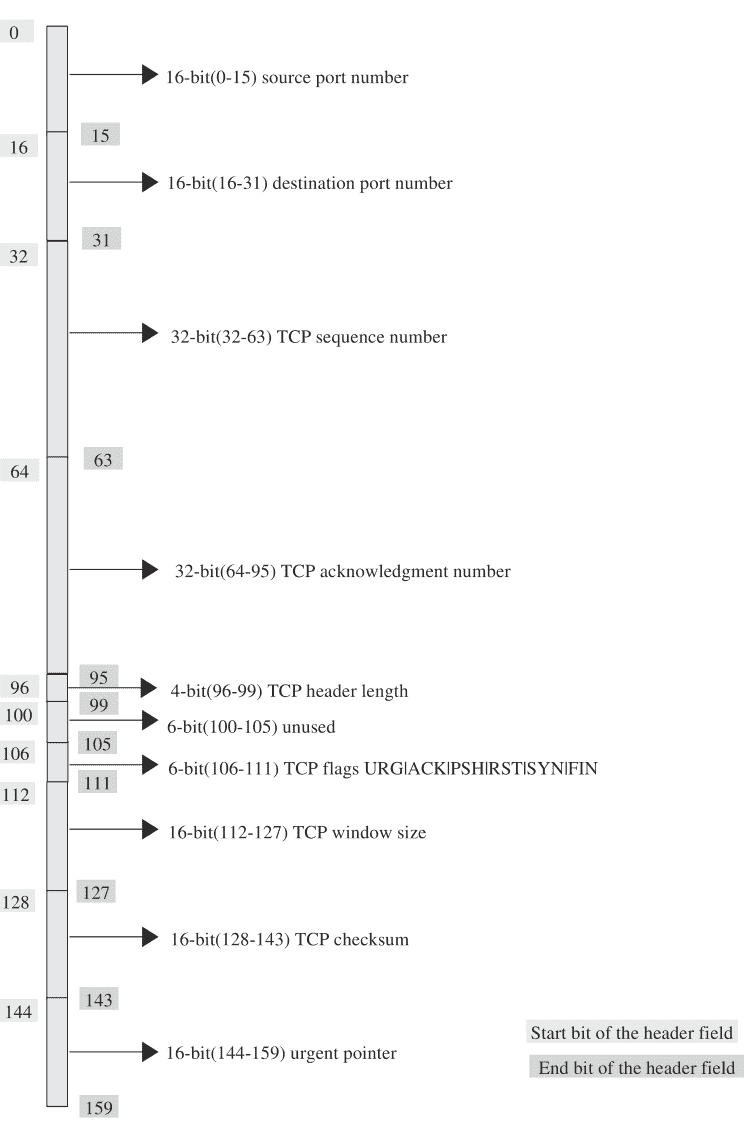 0
16-bit(0-15) source port number
15
16
16-bit(16-31) destination port number
31
32
32-bit(32-63) TCP sequence number
63
64
32-bit(64-95) TCP acknowledgment number
95
96
4-bit(96-99) TCP header length
99
100
6-bit(100-105) unused
105
106
6-bit(106-111) TCP flags URG|ACK|PSH|RST|SYN|FIN
111
112
16-bit(112-127) TCP window size
127
128
16-bit(128-143) TCP checksum
143
144
Start bit of the header field
16-bit(144-159) urgent pointer
End bit of the header field
159